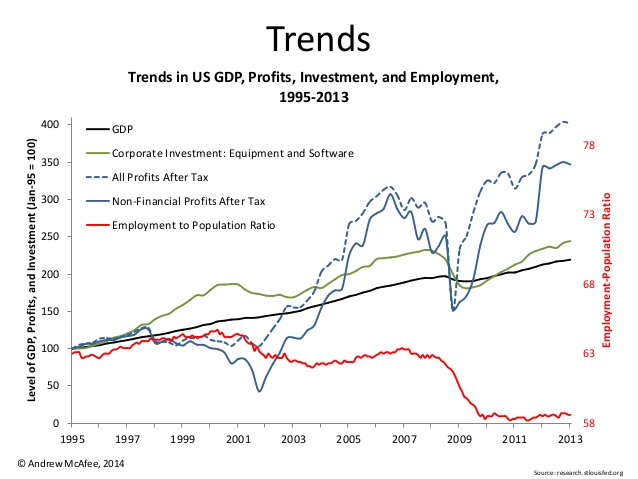 Trends
Trends in US GDP, Profits, Investment, and Employment,
1995-2013
Level of GDP, Profits, and Investment (Jan-95 = 100)
400
350
300
250
200
150
100
50
0
GDP
Corporate Investment: Equipment and Software
All Profits After Tax
Non-Financial Profits After Tax
Employment to Population Ratio
78
73
68
63
58
Employment-Population Ratio
1995
1997
1999
2001
2003
2005
2007
2009
2011
2013
© Andrew McAfee, 2014
Source: research.stlouisfed.org